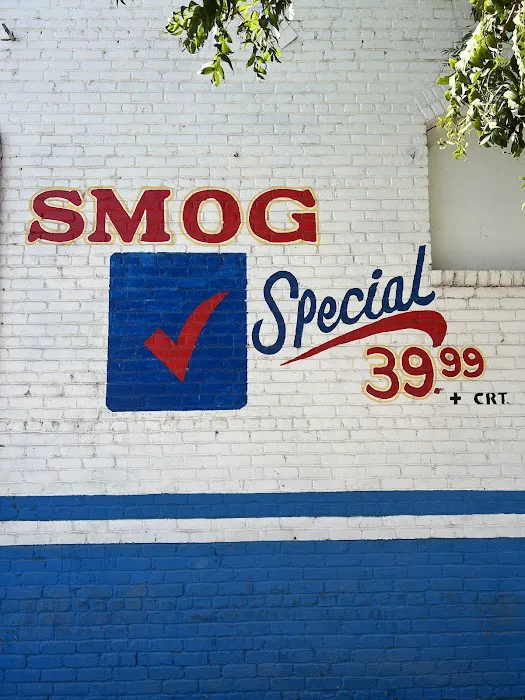 SMOG
Special
39.99
+ CRT.